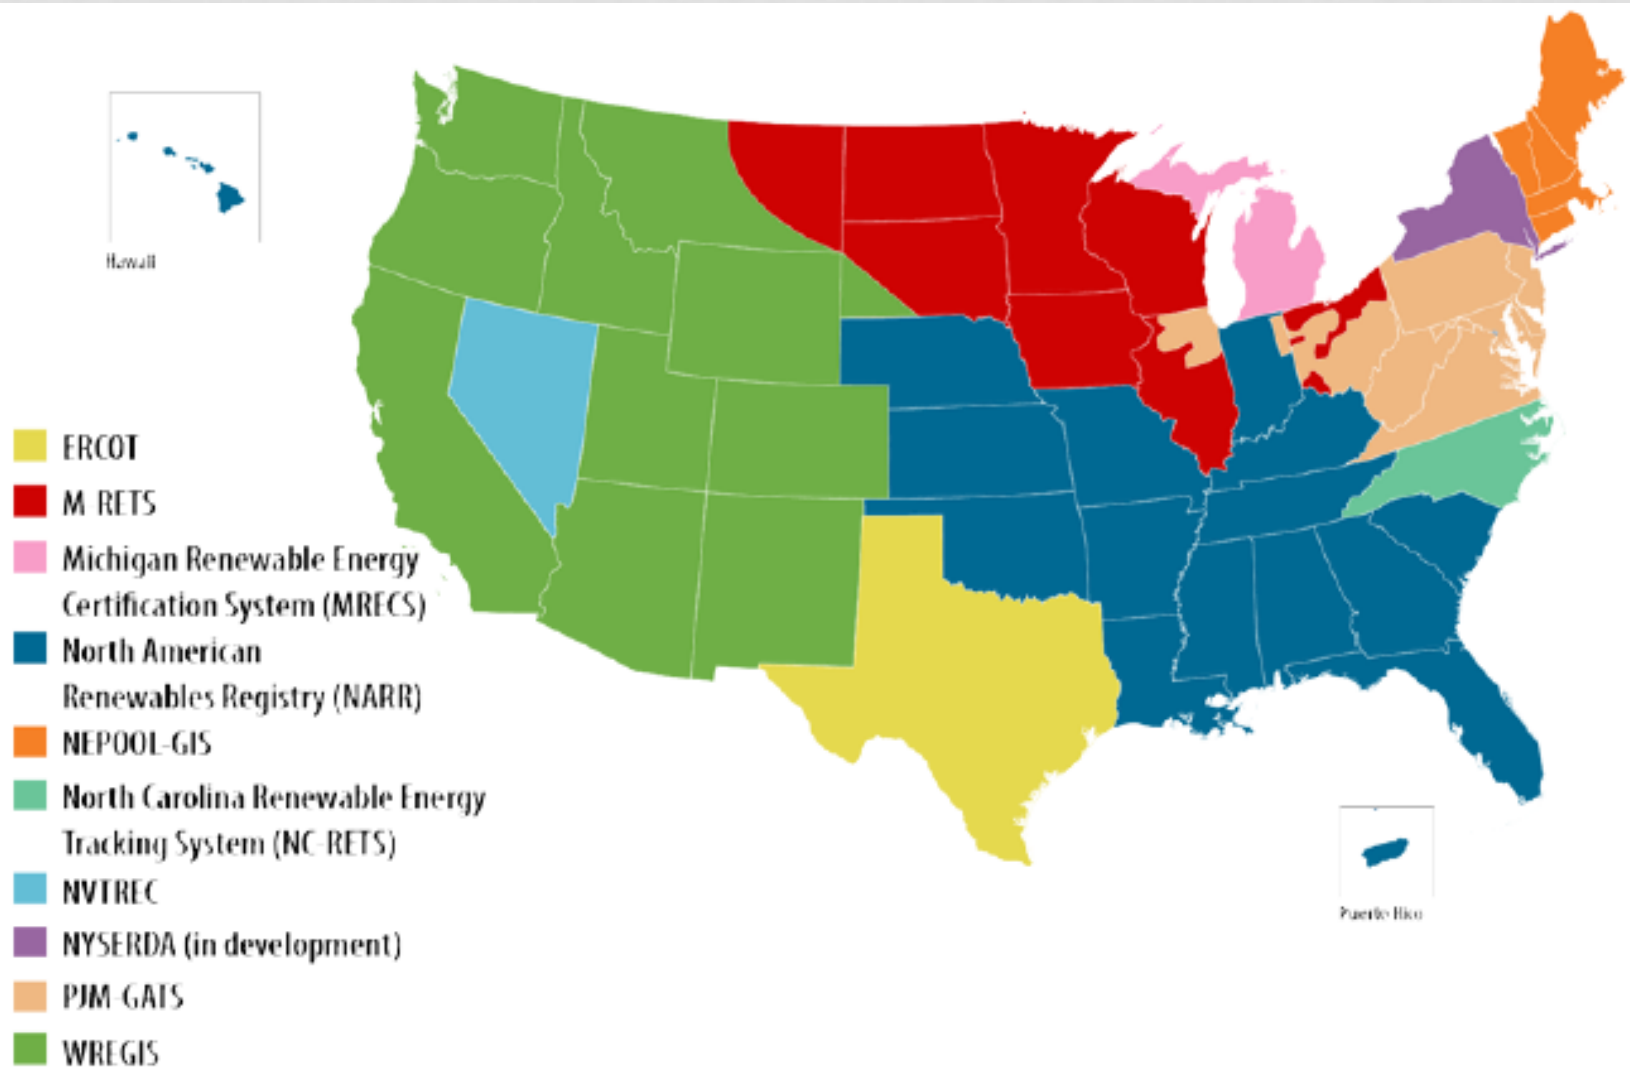 Hawaii
ERCOT
M-RETS
Michigan Renewable Energy
Certification System (MRECS)
North American
Renewables Registry (NARR)
NEPOOL-GIS
North Carolina Renewable Energy
Tracking System (NC-RETS)
NVTREC
NYSERDA (in development)
PJM-GATS
WREGIS
Puerto Rico